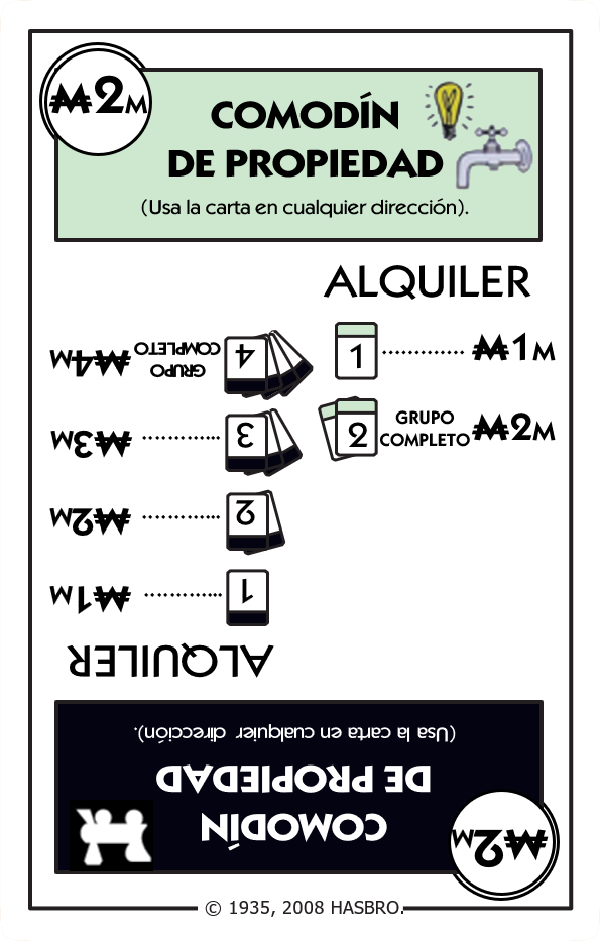 ₩2M
COMODÍN
DE PROPIEDAD
(Usa la carta en cualquier dirección).
ALQUILER
1 ............ ₩1M
2 GRUPO COMPLETO ₩2M
© 1935, 2008 HASBRO.
₩2M
COMODÍN
DE PROPIEDAD
(Usa la carta en cualquier dirección).
ALQUILER
1 ............ ₩1M
2 ............ ₩2M
3 ............ ₩3M
4 GRUPO COMPLETO ₩4M